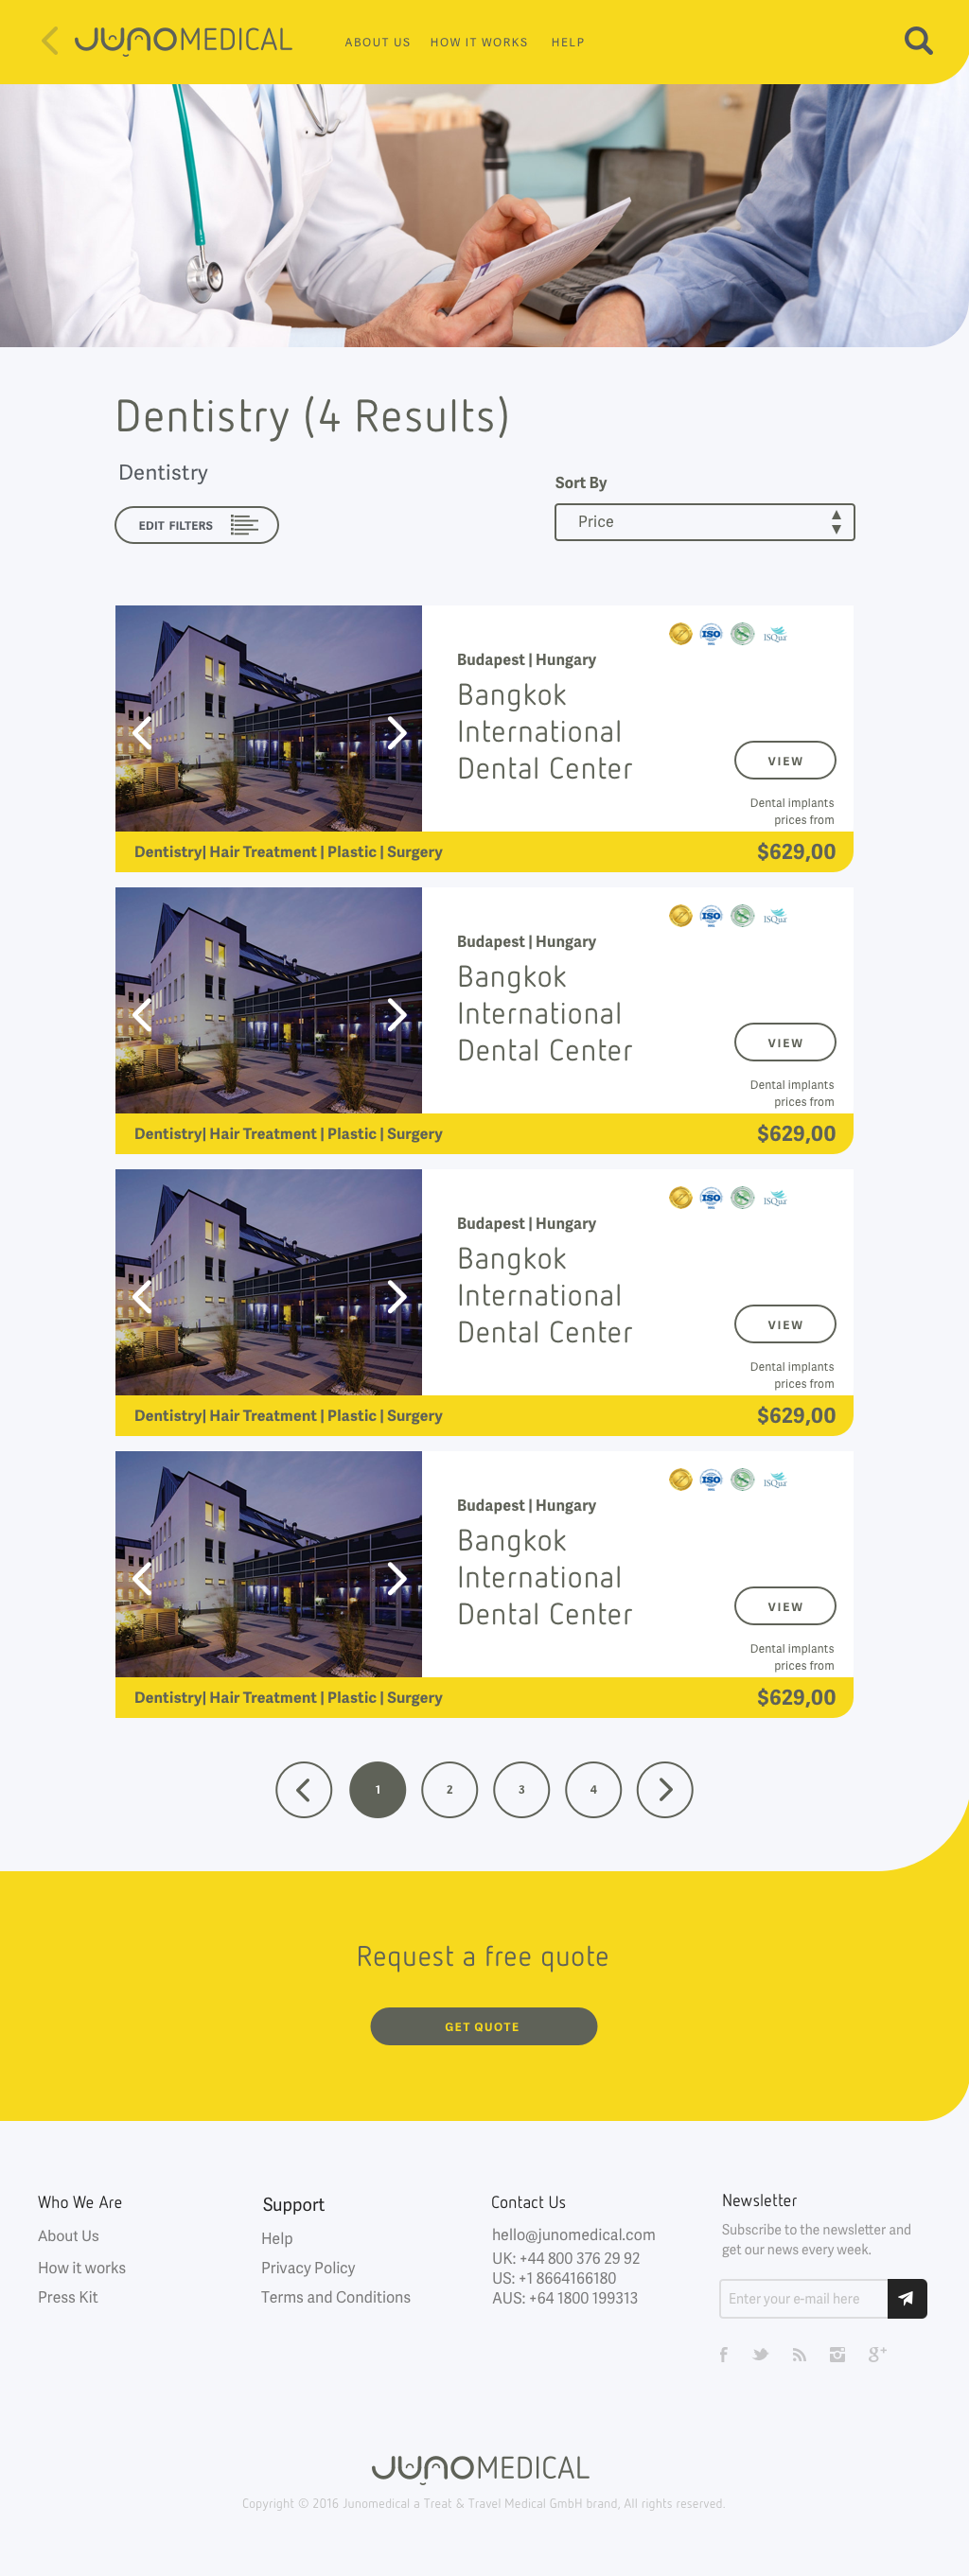 JUNOMEDICAL
ABOUT US HOW IT WORKS HELP
Dentistry (4 Results)
Dentistry
Sort By
EDIT FILTERS
Price
ISO
ISQua
Budapest | Hungary
Bangkok
International
Dental Center
VIEW
Dental implants
prices from
Dentistry| Hair Treatment | Plastic | Surgery
$629,00
ISO
ISQua
Budapest | Hungary
Bangkok
International
Dental Center
VIEW
Dental implants
prices from
Dentistry| Hair Treatment | Plastic | Surgery
$629,00
ISO
ISQua
Budapest | Hungary
Bangkok
International
Dental Center
VIEW
Dental implants
prices from
Dentistry| Hair Treatment | Plastic | Surgery
$629,00
ISO
ISQua
Budapest | Hungary
Bangkok
International
Dental Center
VIEW
Dental implants
prices from
Dentistry| Hair Treatment | Plastic | Surgery
$629,00
1 2 3 4
Request a free quote
GET QUOTE
Who We Are
About Us
How it works
Press Kit
Support
Help
Privacy Policy
Terms and Conditions
Contact Us
hello@junomedical.com
UK: +44 800 376 29 92
US: +1 8664166180
AUS: +64 1800 199313
Newsletter
Subscribe to the newsletter and
get our news every week.
Enter your e-mail here
JUNOMEDICAL
Copyright © 2016 Junomedical a Treat & Travel Medical GmbH brand, All rights reserved.